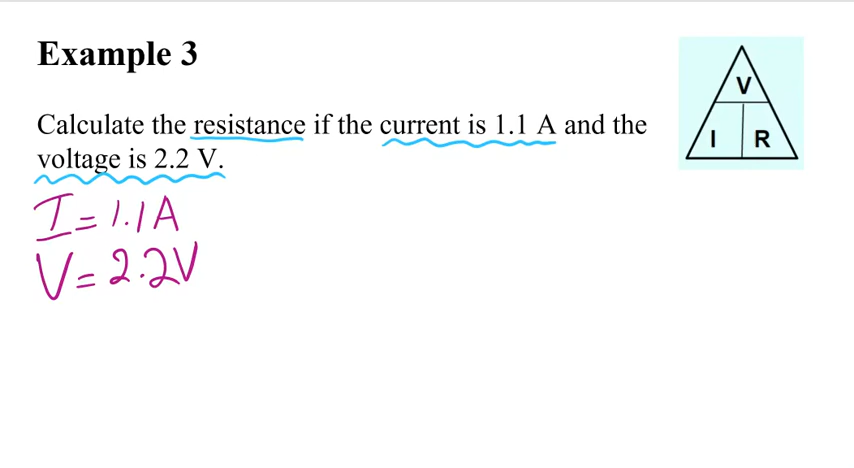 Example 3
Calculate the resistance if the current is 1.1 A and the
voltage is 2.2 V.
I = 1.1A
V = 2.2V
V
I R